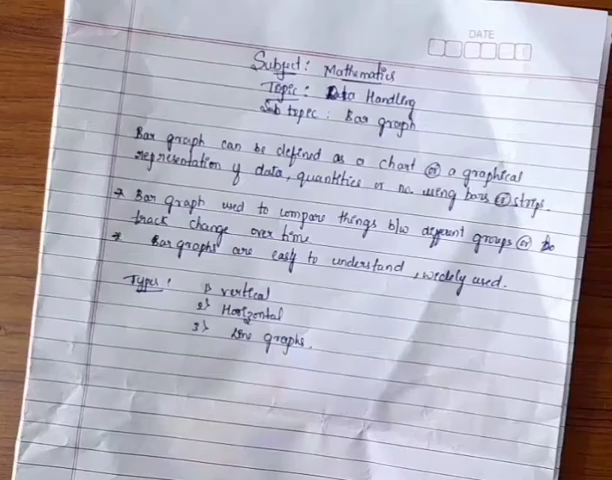 DATE
Subject: Mathematics
Topic: Data Handling
Sub topic: Bar graph
Bar graph can be defined as a chart or a graphical
representation of data, quantities or no. using bars or strips.
→ Bar graph used to compare things b/w different groups or to
track change over time
→ Bar graphs are easy to understand, widely used.
Types: 1) vertical
2) Horizontal
3) Line graphs.